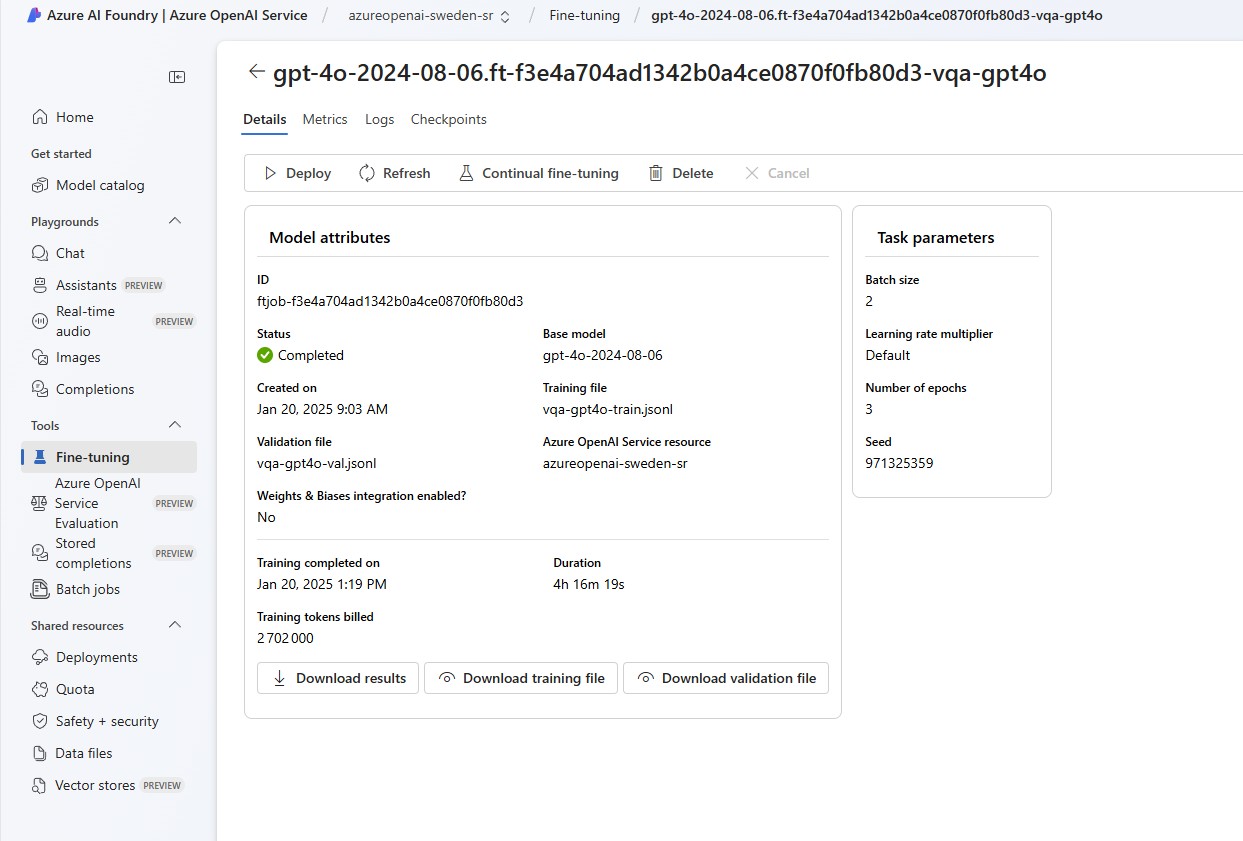 Azure AI Foundry | Azure OpenAI Service / azureopenai-sweden-sr / Fine-tuning / gpt-4o-2024-08-06.ft-f3e4a704ad1342b0a4ce0870f0fb80d3-vqa-gpt4o
Home
Get started
Model catalog
Playgrounds
Chat
Assistants PREVIEW
Real-time
audio
PREVIEW
Images
Completions
Tools
Fine-tuning
Azure OpenAI
Service
Evaluation
PREVIEW
Stored
completions
PREVIEW
Batch jobs
Shared resources
Deployments
Quota
Safety + security
Data files
Vector stores PREVIEW
gpt-4o-2024-08-06.ft-f3e4a704ad1342b0a4ce0870f0fb80d3-vqa-gpt4o
Details Metrics Logs Checkpoints
Deploy Refresh Continual fine-tuning Delete Cancel
Model attributes
ID
ftjob-f3e4a704ad1342b0a4ce0870f0fb80d3
Status
Completed
Base model
gpt-4o-2024-08-06
Created on
Jan 20, 2025 9:03 AM
Training file
vqa-gpt4o-train.jsonl
Validation file
vqa-gpt4o-val.jsonl
Azure OpenAI Service resource
azureopenai-sweden-sr
Weights & Biases integration enabled?
No
Training completed on
Jan 20, 2025 1:19 PM
Duration
4h 16m 19s
Training tokens billed
2 702 000
Download results Download training file Download validation file
Task parameters
Batch size
2
Learning rate multiplier
Default
Number of epochs
3
Seed
971325359